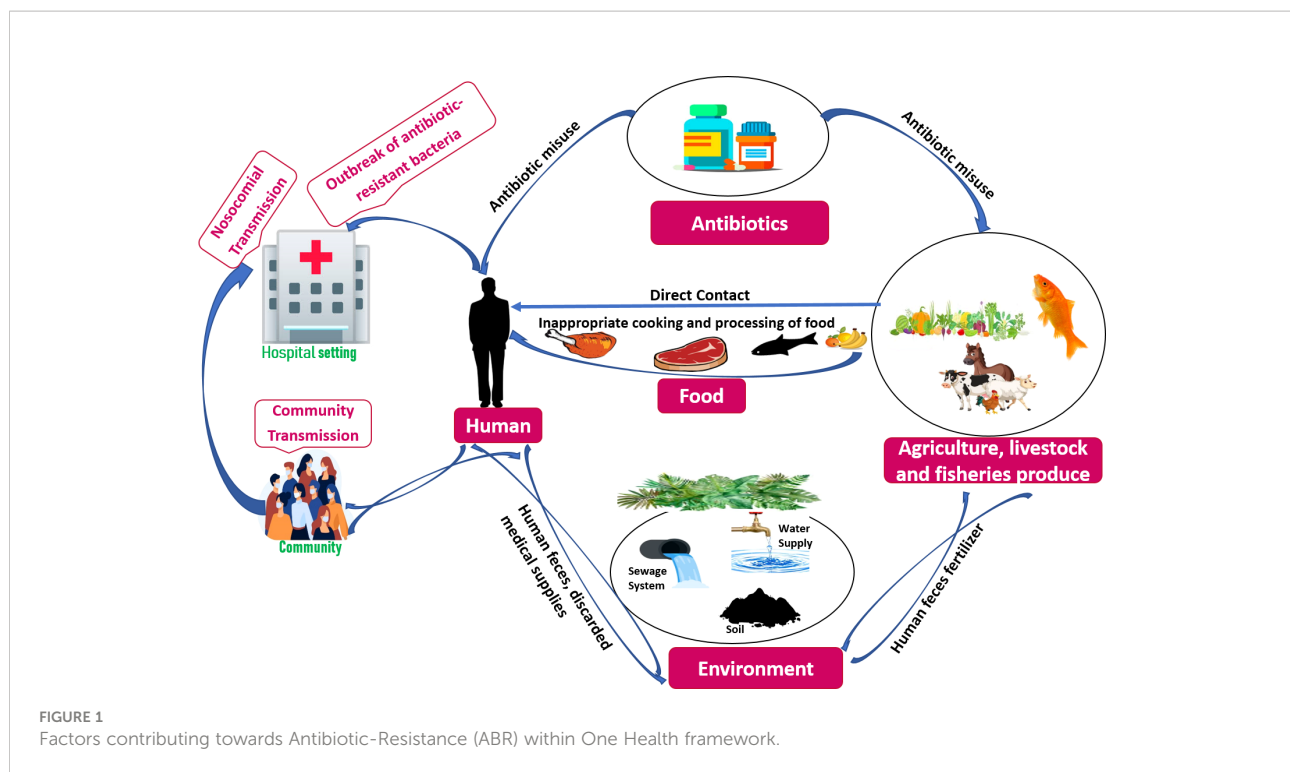 Nosocomial
Transmission
Outbreak of antibiotic-
resistant bacteria
Antibiotic misuse
Antibiotics
Antibiotic misuse
Hospital setting
Direct Contact
Inappropriate cooking and processing of food
Food
Human
Agriculture, livestock
and fisheries produce
Community
Transmission
Community
Human feces, discarded
medical supplies
Water
Supply
Sewage
System
Soil
Environment
Human feces fertilizer
FIGURE 1
Factors contributing towards Antibiotic-Resistance (ABR) within One Health framework.